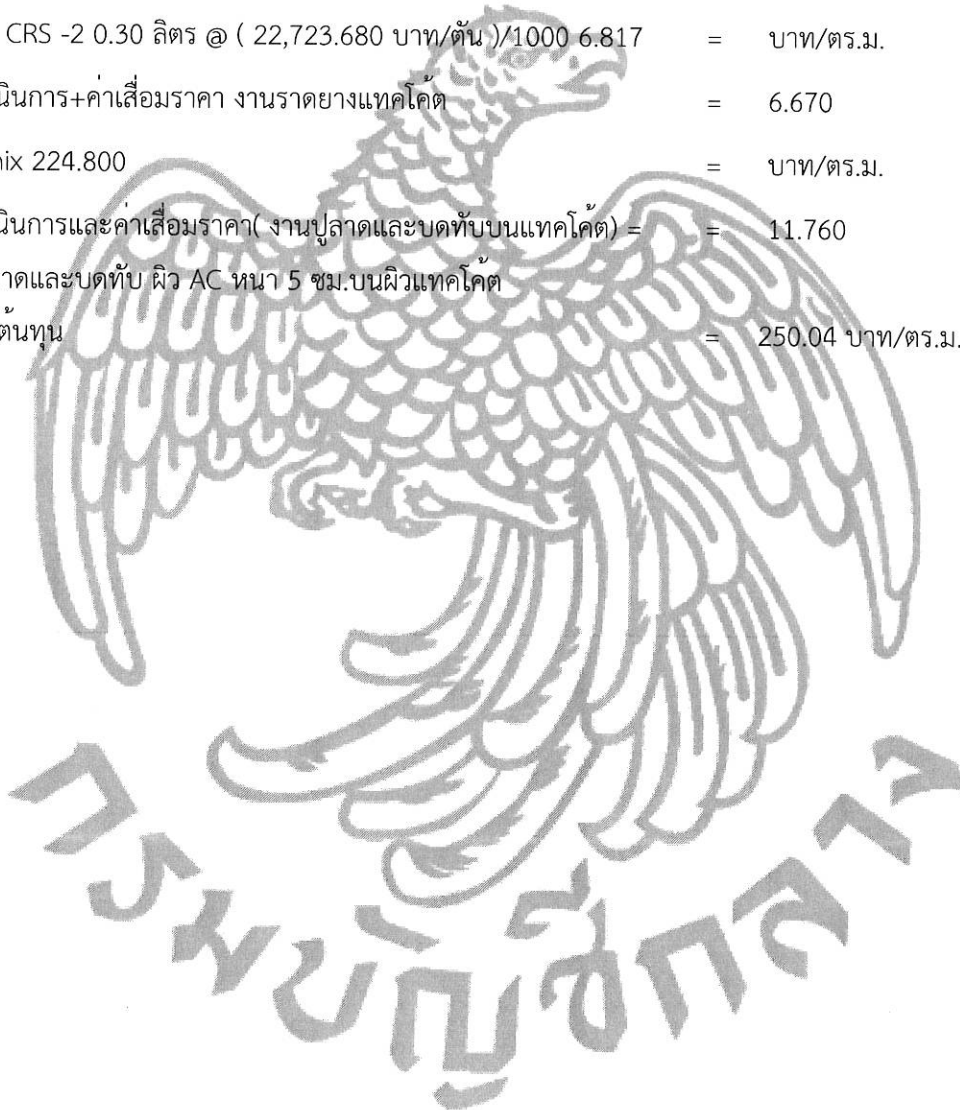 CRS -2 0.30 ลิตร @ ( 22,723.680 บาท/ตัน )/1000 6.817 = บาท/ตร.ม.
นินการ+ค่าเสื่อมราคา งานราดยางแทคโค้ต = 6.670
ix 224.800 = บาท/ตร.ม.
นินการและค่าเสื่อมราคา( งานปูลาดและบดทับบนแทคโค้ต) = = 11.760
าดและบดทับ ผิว AC หนา 5 ซม.บนผิวแทคโค้ต
ต้นทุน = 250.04 บาท/ตร.ม.
กรมบัญชีกลาง